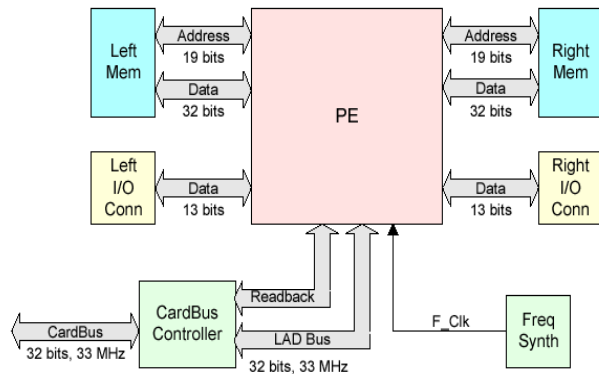 Left
Mem
Address
19 bits
Data
32 bits
PE
Address
19 bits
Data
32 bits
Right
Mem
Left
I/O
Conn
Data
13 bits
Data
13 bits
Right
I/O
Conn
CardBus
32 bits, 33 MHz
CardBus
Controller
Readback
LAD Bus
32 bits, 33 MHz
F_Clk
Freq
Synth